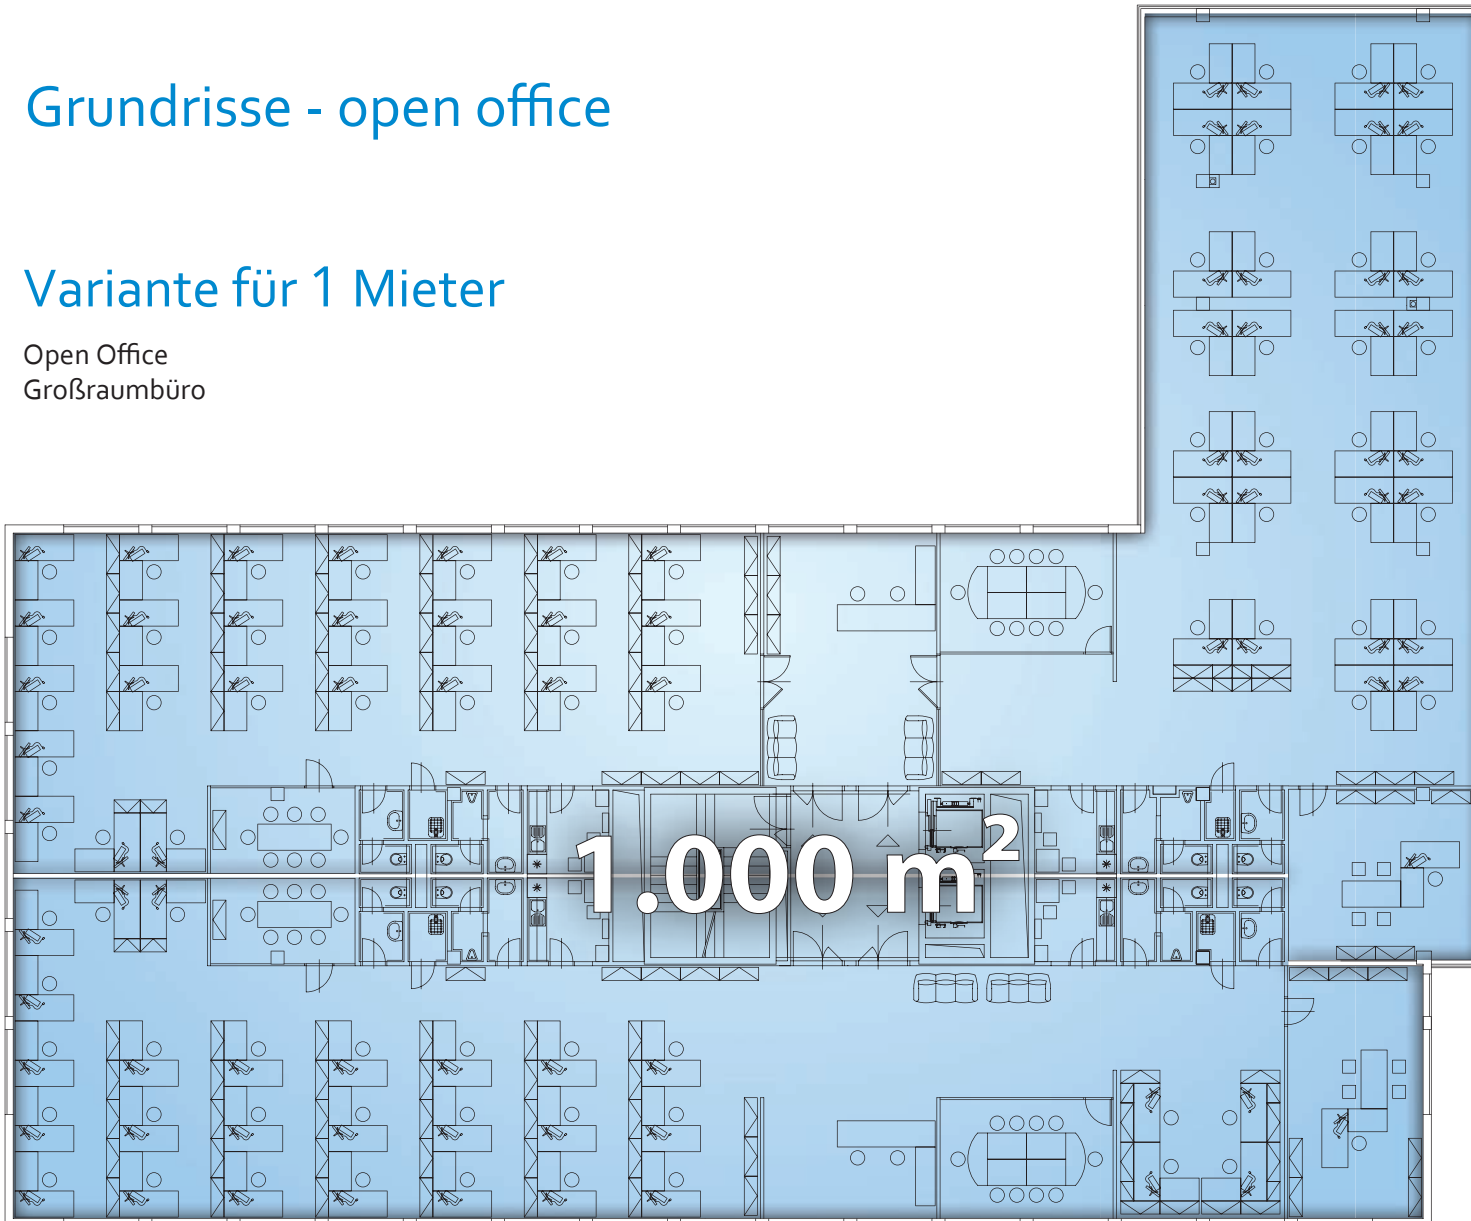 Grundrisse - open office
Variante für 1 Mieter
Open Office
Großraumbüro
1.000 m²